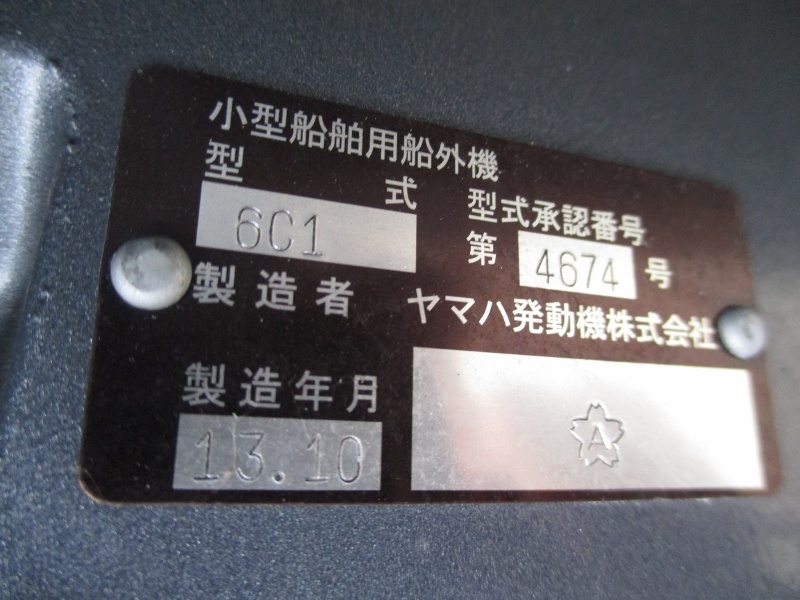 小型船舶用船外機
型式 6C1
型式承認番号
第 4674 号
製造者 ヤマハ発動機株式会社
製造年月
13.10
A